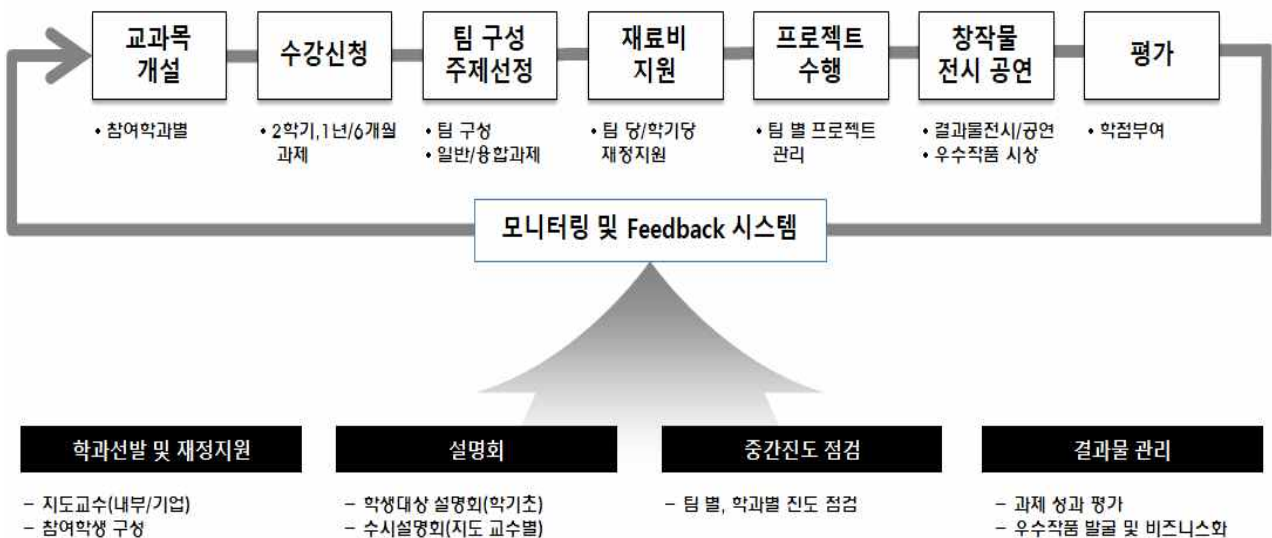 교과목
개설
수강신청
팀 구성
주제선정
재료비
지원
프로젝트
수행
창작물
전시 공연
평가
• 참여학과별
• 2학기,1년/6개월
과제
• 팀 구성
• 일반/융합과제
• 팀 당/학기당
재정지원
• 팀 별 프로젝트
관리
• 결과물전시/공연
• 우수작품 시상
• 학점부여
모니터링 및 Feedback 시스템
학과선발 및 재정지원
– 지도교수(내부/기업)
– 참여학생 구성
설명회
– 학생대상 설명회(학기초)
– 수시설명회(지도 교수별)
중간진도 점검
– 팀 별, 학과별 진도 점검
결과물 관리
– 과제 성과 평가
– 우수작품 발굴 및 비즈니스화